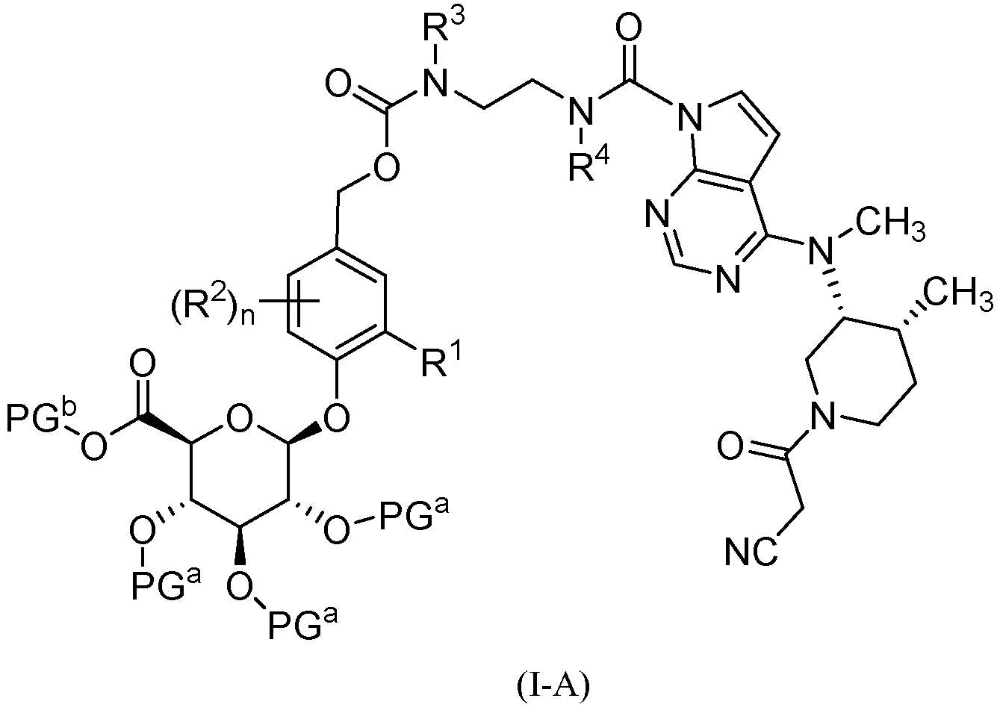 R³
O
O N
N N
R⁴
O
N
N
N CH₃
CH₃
(R²)ₙ
R¹
O
PGᵇ O O O
N
O
O O PGᵃ
PGᵃ O
NC
PGᵃ
(I-A)